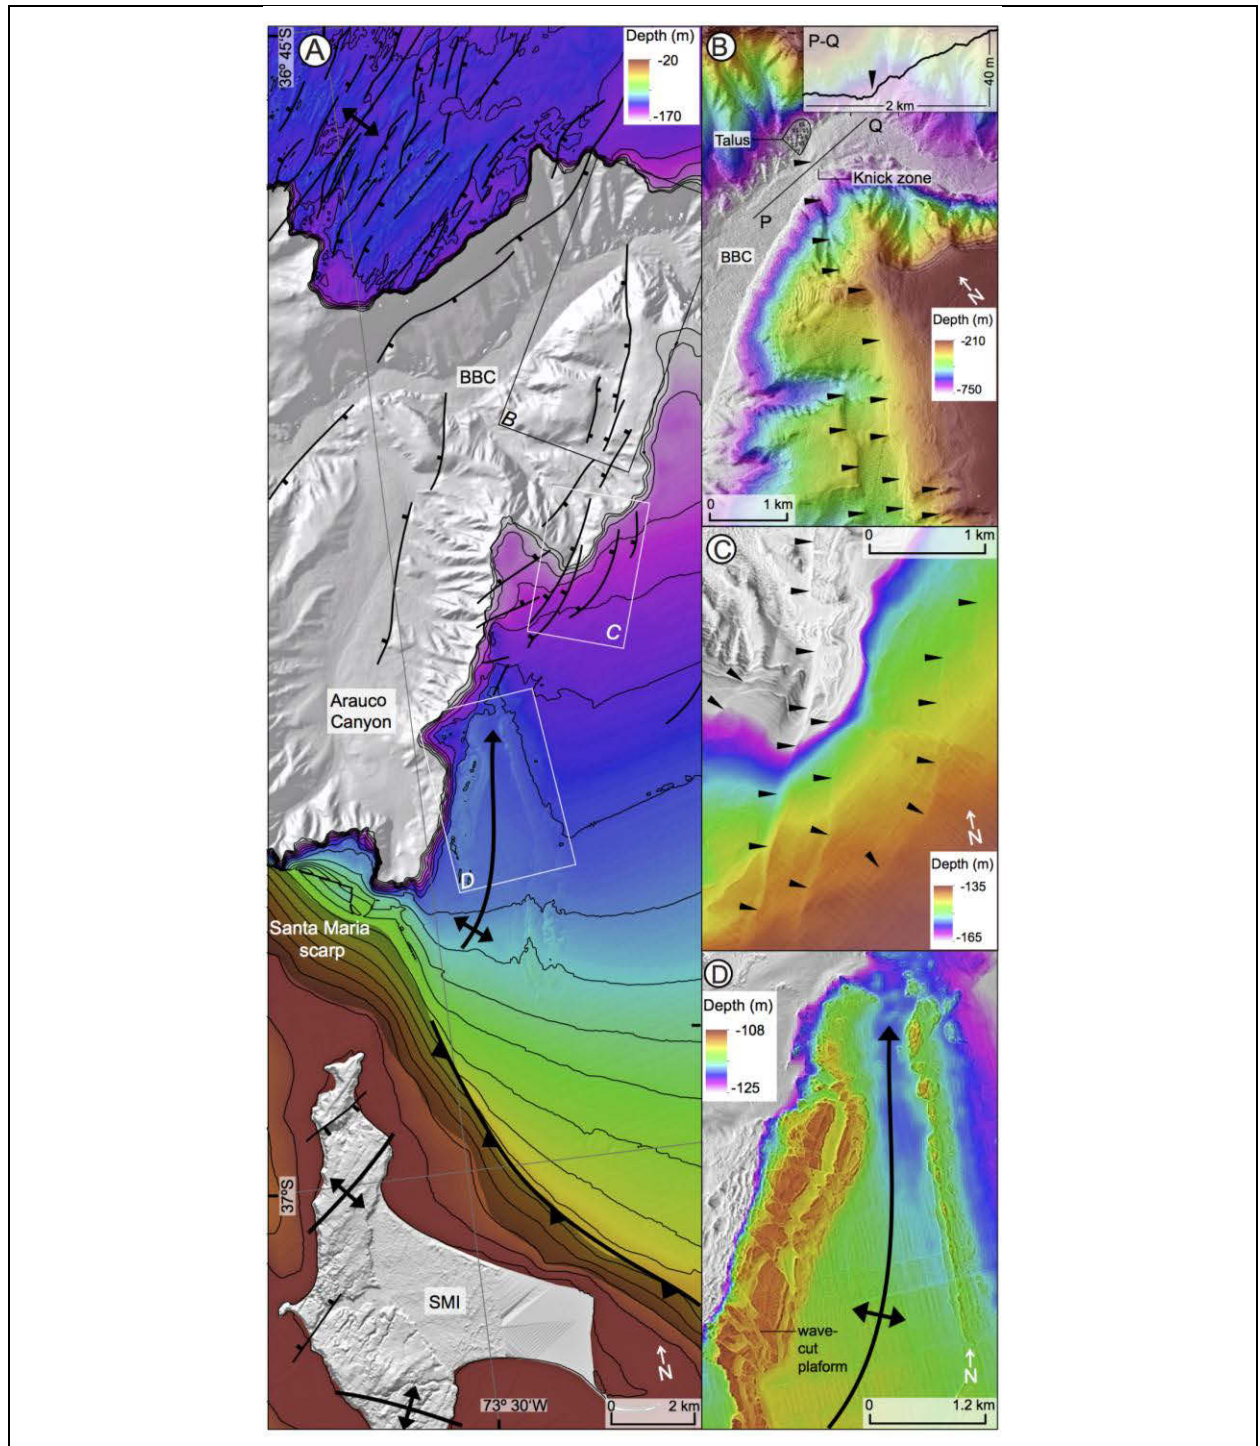 A
36° 45'S
Depth (m)
-20
-170
BBC
B
C
Arauco
Canyon
D
Santa Maria
scarp
37°S
SMI
N
73° 30'W
0
2 km
B
P-Q
40 m
2 km
Talus
Q
Knick zone
P
BBC
N
Depth (m)
-210
-750
0
1 km
C
0
1 km
N
Depth (m)
-135
-165
D
Depth (m)
-108
-125
wave-
cut
plaform
N
0
1.2 km